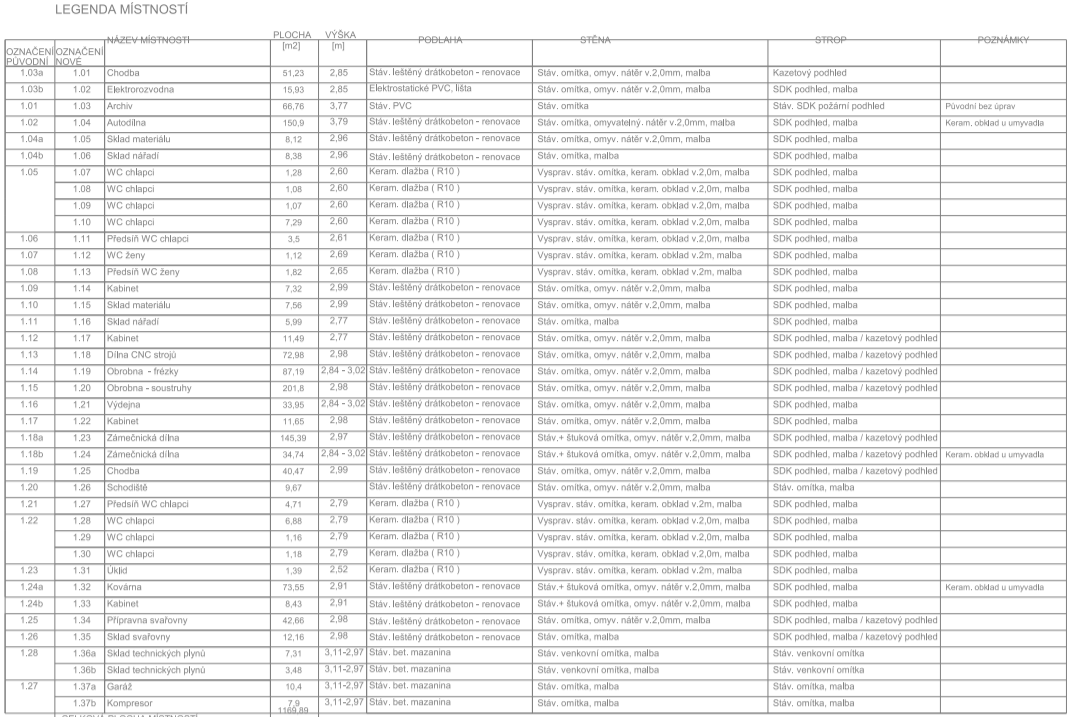 LEGENDA MÍSTNOSTÍ
OZNAČENÍ PŮVODNÍ OZNAČENÍ NOVÉ NÁZEV MÍSTNOSTI PLOCHA [m2] VÝŠKA [m] PODLAHA STĚNA STROP POZNÁMKY
1.03a 1.01 Chodba 51,23 2,85 Stáv. leštěný drátkobeton - renovace Stáv. omítka, omyv. nátěr v.2,0mm, malba Kazetový podhled
1.03b 1.02 Elektrorozvodna 15,93 2,85 Elektrostatické PVC, lišta Stáv. omítka, omyv. nátěr v.2,0mm, malba SDK podhled, malba
1.01 1.03 Archiv 66,76 3,77 Stáv, PVC Stáv. omítka Stáv. SDK požární podhled Původní bez úprav
1.02 1.04 Autodílna 150,9 3,79 Stáv. leštěný drátkobeton - renovace Stáv. omítka, omyvatelný. nátěr v.2,0mm, malba SDK podhled, malba Keram, obklad u umyvadla
1.04a 1.05 Sklad materiálu 8,12 2,96 Stáv. leštěný drátkobeton - renovace Stáv. omítka, omyv. nátěr v.2,0mm, malba SDK podhled, malba
1.04b 1.06 Sklad nářadí 8,38 2,96 Stáv. leštěný drátkobeton - renovace Stáv. omítka, malba SDK podhled, malba
1.05 1.07 WC chlapci 1,28 2,60 Keram. dlažba ( R10 ) Vysprav. stáv. omítka, keram. obklad v.2,0m, malba SDK podhled, malba
1.08 WC chlapci 1,08 2,60 Keram. dlažba ( R10 ) Vysprav. stáv. omítka, keram. obklad v.2,0m, malba SDK podhled, malba
1.09 WC chlapci 1,07 2,60 Keram. dlažba ( R10 ) Vysprav. stáv. omítka, keram. obklad v.2,0m, malba SDK podhled, malba
1.10 WC chlapci 7,29 2,60 Keram. dlažba ( R10 ) Vysprav. stáv. omítka, keram. obklad v.2,0m, malba SDK podhled, malba
1.06 1.11 Předsíň WC chlapci 3,5 2,61 Keram. dlažba ( R10 ) Vysprav. stáv. omítka, keram. obklad v.2,0m, malba SDK podhled, malba
1.07 1.12 WC ženy 1,12 2,69 Keram. dlažba ( R10 ) Vysprav. stáv. omítka, keram. obklad v.2m, malba SDK podhled, malba
1.08 1.13 Předsíň WC ženy 1,82 2,65 Keram. dlažba ( R10 ) Vysprav. stáv. omítka, keram. obklad v.2m, malba SDK podhled, malba
1.09 1.14 Kabinet 7,32 2,99 Stáv. leštěný drátkobeton - renovace Stáv. omítka, omyv. nátěr v.2,0mm, malba SDK podhled, malba
1.10 1.15 Sklad materiálu 7,56 2,99 Stáv. leštěný drátkobeton - renovace Stáv. omítka, omyv. nátěr v.2,0mm, malba SDK podhled, malba
1.11 1.16 Sklad nářadí 5,99 2,77 Stáv. leštěný drátkobeton - renovace Stáv. omítka, malba SDK podhled, malba
1.12 1.17 Kabinet 11,49 2,77 Stáv. leštěný drátkobeton - renovace Stáv. omítka, omyv. nátěr v.2,0mm, malba SDK podhled, malba / kazetový podhled
1.13 1.18 Dílna CNC strojů 72,98 2,98 Stáv. leštěný drátkobeton - renovace Stáv. omítka, omyv. nátěr v.2,0mm, malba SDK podhled, malba / kazetový podhled
1.14 1.19 Obrobna - frézky 87,19 2,84 - 3,02 Stáv. leštěný drátkobeton - renovace Stáv. omítka, omyv. nátěr v.2,0mm, malba SDK podhled, malba / kazetový podhled
1.15 1.20 Obrobna - soustruhy 201,8 2,98 Stáv. leštěný drátkobeton - renovace Stáv. omítka, omyv. nátěr v.2,0mm, malba SDK podhled, malba / kazetový podhled
1.16 1.21 Výdejna 33,95 2,84 - 3,02 Stáv. leštěný drátkobeton - renovace Stáv. omítka, omyv. nátěr v.2,0mm, malba SDK podhled, malba
1.17 1.22 Kabinet 11,65 2,98 Stáv. leštěný drátkobeton - renovace Stáv. omítka, omyv. nátěr v.2,0mm, malba SDK podhled, malba
1.18a 1.23 Zámečnická dílna 145,39 2,97 Stáv. leštěný drátkobeton - renovace Stáv.+ štuková omítka, omyv. nátěr v.2,0mm, malba SDK podhled, malba / kazetový podhled
1.18b 1.24 Zámečnická dílna 34,74 2,84 - 3,02 Stáv. leštěný drátkobeton - renovace Stáv.+ štuková omítka, omyv. nátěr v.2,0mm, malba SDK podhled, malba / kazetový podhled Keram. obklad u umyvadla
1.19 1.25 Chodba 40,47 2,99 Stáv. leštěný drátkobeton - renovace Stáv. omítka, omyv. nátěr v.2,0mm, malba SDK podhled, malba / kazetový podhled
1.20 1.26 Schodiště 9,67 Stáv. leštěný drátkobeton - renovace Stáv. omítka, omyv. nátěr v.2,0mm, malba Stáv. omítka, malba
1.21 1.27 Předsíň WC chlapci 4,71 2,79 Keram. dlažba ( R10 ) Vysprav. stáv. omítka, keram. obklad v.2m, malba SDK podhled, malba
1.22 1.28 WC chlapci 6,88 2,79 Keram. dlažba ( R10 ) Vysprav. stáv. omítka, keram. obklad v.2,0m, malba SDK podhled, malba
1.29 WC chlapci 1,16 2,79 Keram. dlažba ( R10 ) Vysprav. stáv. omítka, keram. obklad v.2,0m, malba SDK podhled, malba
1.30 WC chlapci 1,18 2,79 Keram. dlažba ( R10 ) Vysprav. stáv. omítka, keram. obklad v.2,0m, malba SDK podhled, malba
1.23 1.31 Úklid 1,39 2,52 Keram. dlažba ( R10 ) Vysprav. stáv. omítka, keram. obklad v.2m, malba SDK podhled, malba
1.24a 1.32 Kovárna 73,55 2,91 Stáv. leštěný drátkobeton - renovace Stáv.+ štuková omítka, omyv. nátěr v.2,0mm, malba SDK podhled, malba Keram. obklad u umyvadla
1.24b 1.33 Kabinet 8,43 2,91 Stáv. leštěný drátkobeton - renovace Stáv.+ štuková omítka, omyv. nátěr v.2,0mm, malba SDK podhled, malba
1.25 1.34 Přípravna svařovny 42,66 2,98 Stáv. leštěný drátkobeton - renovace Stáv. omítka, omyv. nátěr v.2,0mm, malba SDK podhled, malba / kazetový podhled
1.26 1.35 Sklad svařovny 12,16 2,98 Stáv. leštěný drátkobeton - renovace Stáv. omítka, malba SDK podhled, malba / kazetový podhled
1.28 1.36a Sklad technických plynů 7,31 3,11-2,97 Stáv. bet. mazanina Stáv. venkovní omítka, malba Stáv. venkovní omítka
1.36b Sklad technických plynů 3,48 3,11-2,97 Stáv. bet. mazanina Stáv. venkovní omítka, malba Stáv. venkovní omítka
1.27 1.37a Garáž 10,4 3,11-2,97 Stáv. bet. mazanina Stáv. omítka, malba Stáv. omítka, malba
1.37b Kompresor 7,9 3,11-2,97 Stáv. bet. mazanina Stáv. omítka, malba Stáv. omítka, malba
CELKOVÁ PLOCHA MÍSTNOSTÍ 1169,89